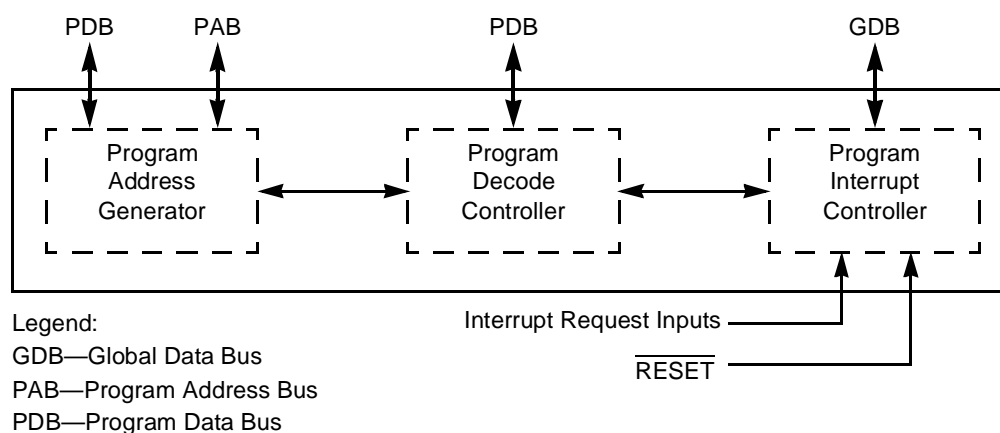 PDB
PAB
PDB
GDB
Program
Address
Generator
Program
Decode
Controller
Program
Interrupt
Controller
Interrupt Request Inputs
RESET
Legend:
GDB—Global Data Bus
PAB—Program Address Bus
PDB—Program Data Bus